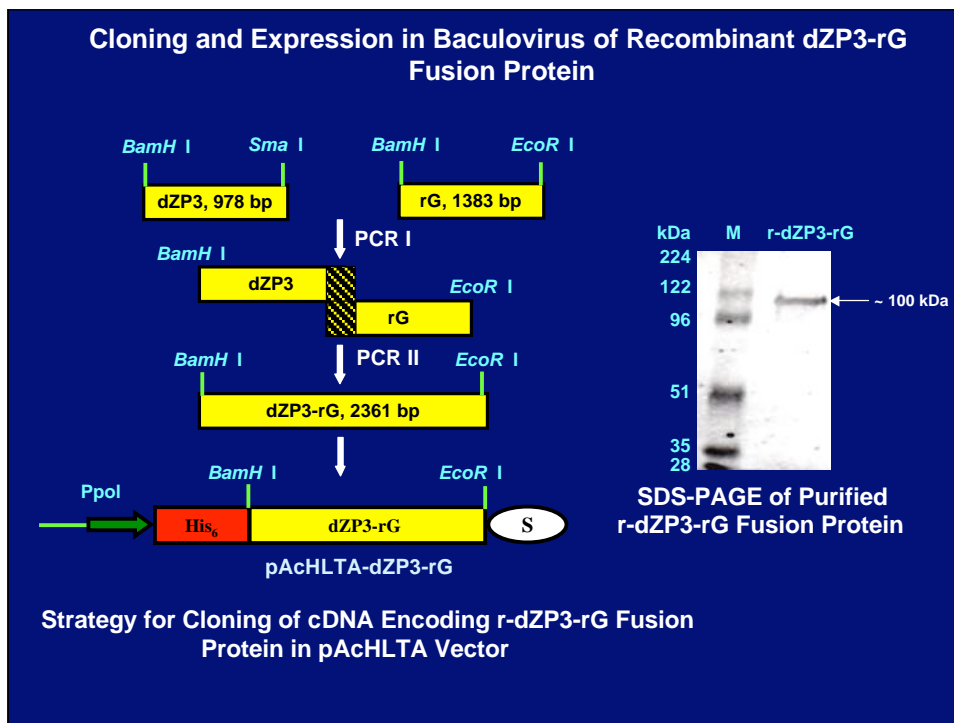 Cloning and Expression in Baculovirus of Recombinant dZP3-rG
Fusion Protein
BamH I
Sma I
BamH I
EcoR I
dZP3, 978 bp
rG, 1383 bp
PCR I
BamH I
dZP3
EcoR I
rG
PCR II
BamH I
EcoR I
dZP3-rG, 2361 bp
BamH I
EcoR I
Ppol
His6
dZP3-rG
S
pAcHLTA-dZP3-rG
Strategy for Cloning of cDNA Encoding r-dZP3-rG Fusion
Protein in pAcHLTA Vector
kDa M r-dZP3-rG
224
122
~ 100 kDa
96
51
35
28
SDS-PAGE of Purified
r-dZP3-rG Fusion Protein